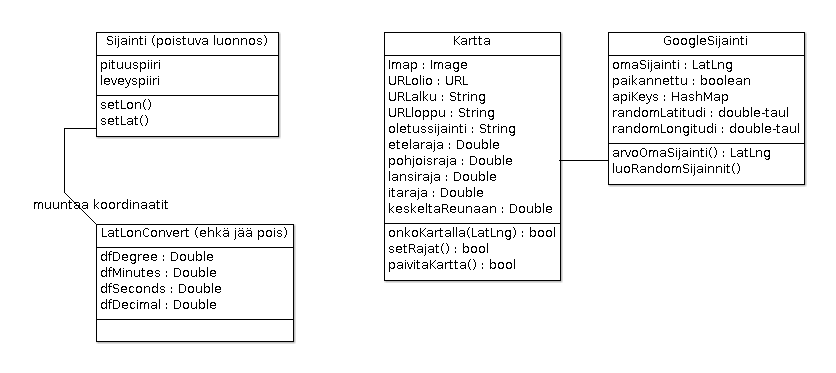 Sijainti (poistuva luonnos)
pituuspiiri
leveyspiiri
setLon()
setLat()
muuntaa koordinaatit
LatLonConvert (ehkä jää pois)
dfDegree : Double
dfMinutes : Double
dfSeconds : Double
dfDecimal : Double
Kartta
Imap : Image
URLolio : URL
URLalku : String
URLloppu : String
oletussijainti : String
etelaraja : Double
pohjoisraja : Double
lansiraja : Double
itaraja : Double
keskeltaReunaan : Double
onkoKartalla(LatLng) : bool
setRajat() : bool
paivitaKartta() : bool
GoogleSijainti
omaSijainti : LatLng
paikannettu : boolean
apiKeys : HashMap
randomLatitudi : double-taul
randomLongitudi : double-taul
arvoOmaSijainti() : LatLng
luoRandomSijainnit()